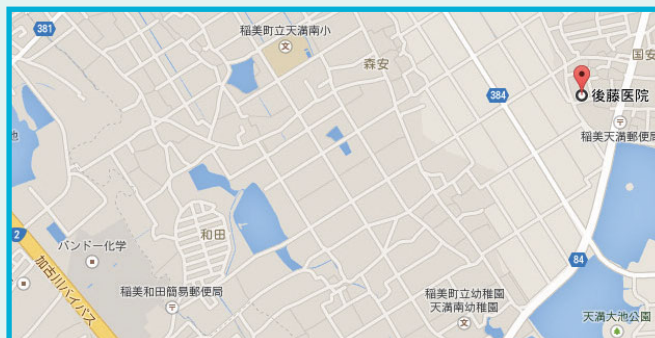 381
稲美町立天満南小
森安
国安
384
後藤医院
稲美天満郵便局
池
和田
2
バンドー化学
加古川バイパス
稲美和田簡易郵便局
84
稲美町立幼稚園
天満南幼稚園
天満大池公園